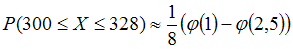 P(300 ≤ X ≤ 328) ≈ 1/8 (φ(1) − φ(2,5))